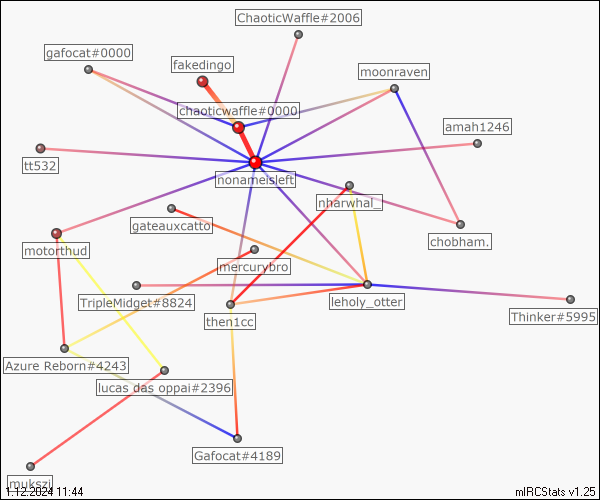 ChaoticWaffle#2006
gafocat#0000
fakedingo
moonraven
chaoticwaffle#0000
amah1246
tt532
nonameisleft
nharwhal_
gateauxcatto
chobham.
motorthud
mercurybro
TripleMidget#8824
leholy_otter
Thinker#5995
then1cc
Azure Reborn#4243
lucas das oppai#2396
Gafocat#4189
mukszi
1.12.2024 11:44
mIRCStats v1.25